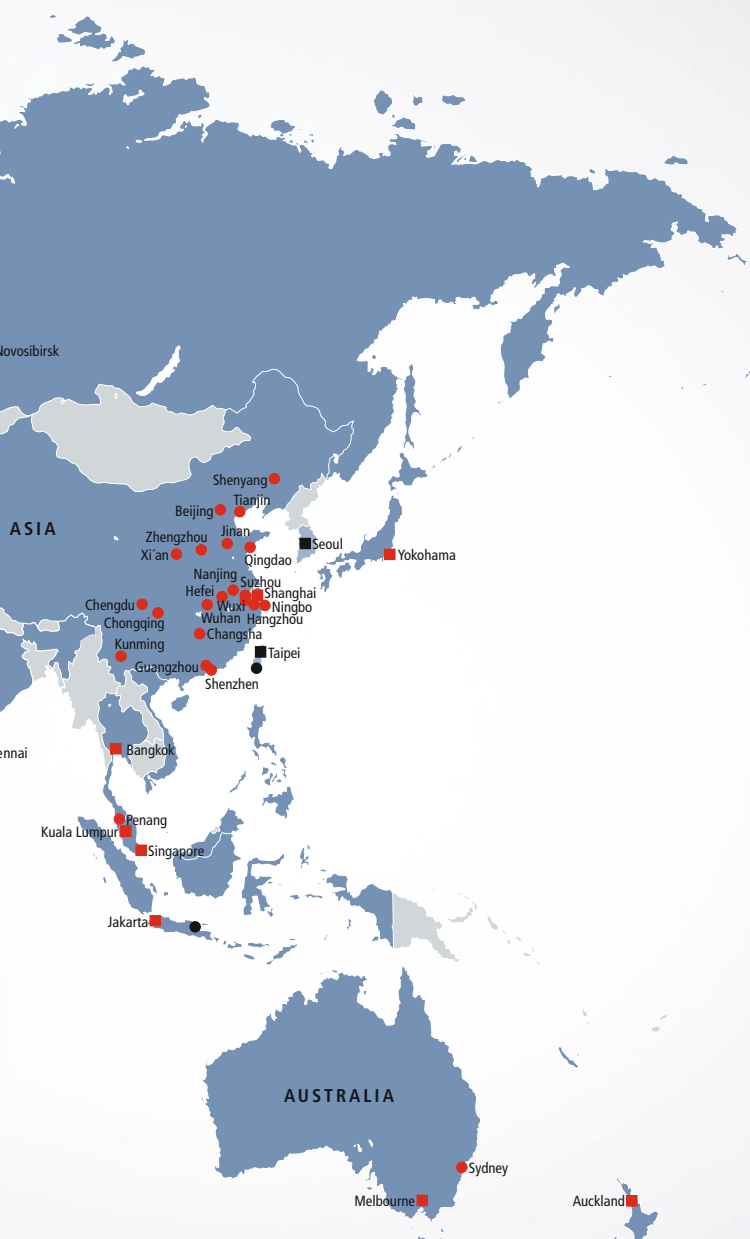 Novosibirsk
Shenyang
Tianjin
Beijing
ASIA
Jinan
Zhengzhou
Seoul
Xi'an
Yokohama
Qingdao
Nanjing
Suzhou
Hefei
Shanghai
Chengdu
Wuxi
Ningbo
Chongqing
Wuhan
Hangzhou
Changsha
Kunming
Taipei
Guangzhou
Shenzhen
Bangkok
ennai
Penang
Kuala Lumpur
Singapore
Jakarta
AUSTRALIA
Sydney
Melbourne
Auckland